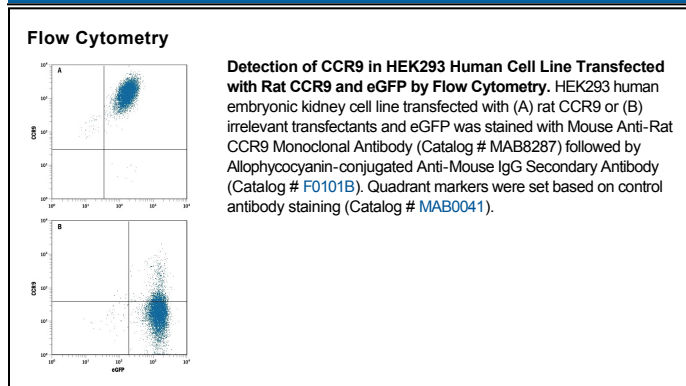 Flow Cytometry
Detection of CCR9 in HEK293 Human Cell Line Transfected
with Rat CCR9 and eGFP by Flow Cytometry. HEK293 human
embryonic kidney cell line transfected with (A) rat CCR9 or (B)
irrelevant transfectants and eGFP was stained with Mouse Anti-Rat
CCR9 Monoclonal Antibody (Catalog # MAB8287) followed by
Allophycocyanin-conjugated Anti-Mouse IgG Secondary Antibody
(Catalog # F0101B). Quadrant markers were set based on control
antibody staining (Catalog # MAB0041).
A
CCR9
B
CCR9
eGFP